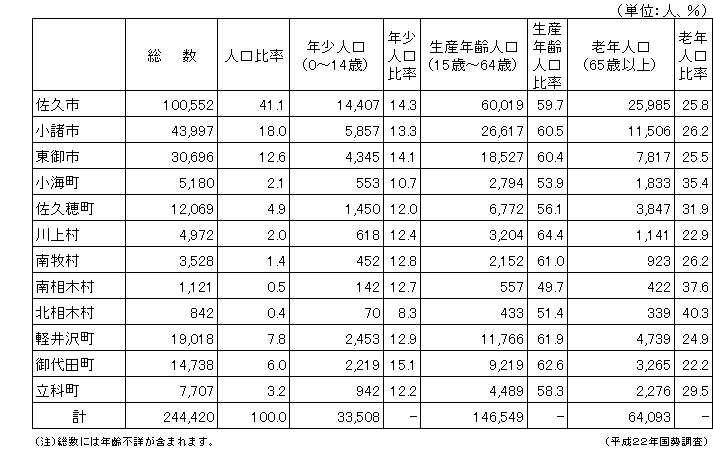 (単位:人、%)
総 数 人口比率 年少人口(0～14歳) 年少人口比率 生産年齢人口(15歳～64歳) 生産年齢人口比率 老年人口(65歳以上) 老年人口比率
佐久市 100,552 41.1 14,407 14.3 60,019 59.7 25,985 25.8
小諸市 43,997 18.0 5,857 13.3 26,617 60.5 11,506 26.2
東御市 30,696 12.6 4,345 14.1 18,527 60.4 7,817 25.5
小海町 5,180 2.1 553 10.7 2,794 53.9 1,833 35.4
佐久穂町 12,069 4.9 1,450 12.0 6,772 56.1 3,847 31.9
川上村 4,972 2.0 618 12.4 3,204 64.4 1,141 22.9
南牧村 3,528 1.4 452 12.8 2,152 61.0 923 26.2
南相木村 1,121 0.5 142 12.7 557 49.7 422 37.6
北相木村 842 0.4 70 8.3 433 51.4 339 40.3
軽井沢町 19,018 7.8 2,453 12.9 11,766 61.9 4,739 24.9
御代田町 14,738 6.0 2,219 15.1 9,219 62.6 3,265 22.2
立科町 7,707 3.2 942 12.2 4,489 58.3 2,276 29.5
計 244,420 100.0 33,508 － 146,549 － 64,093 －
(注)総数には年齢不詳が含まれます。 (平成22年国勢調査)